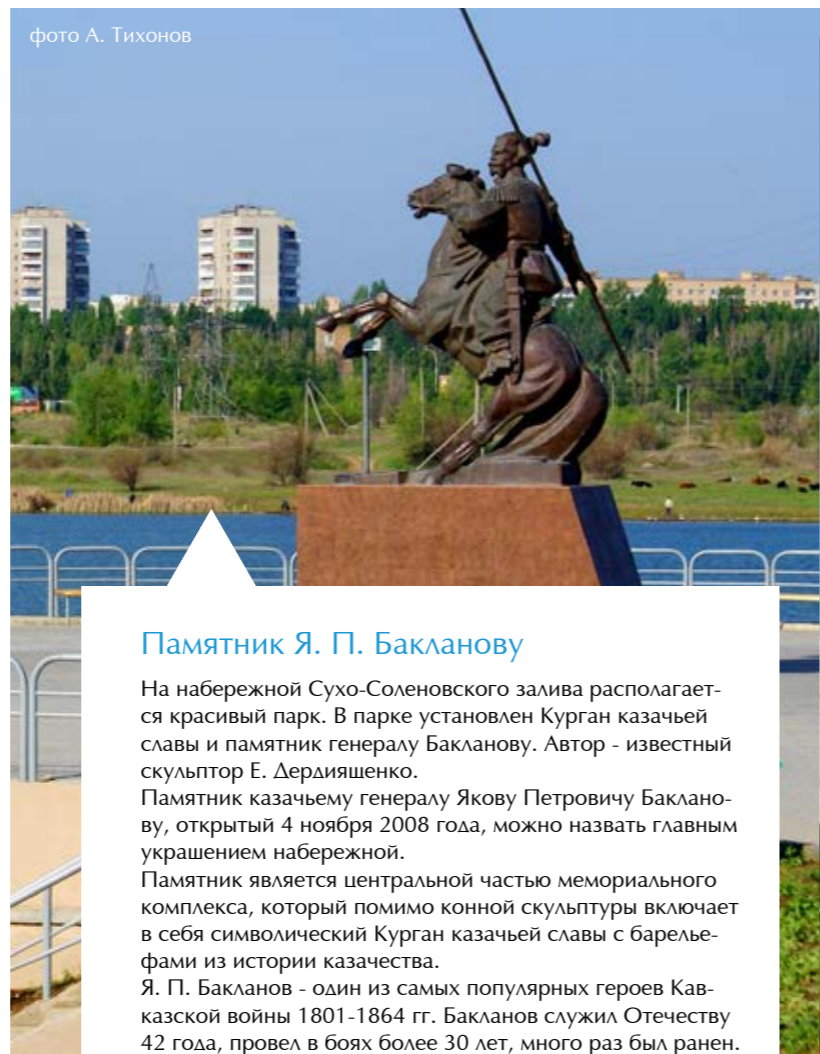 фото А. Тихонов
Памятник Я. П. Бакланову
На набережной Сухо-Соленовского залива располагает-
ся красивый парк. В парке установлен Курган казачьей
славы и памятник генералу Бакланову. Автор - известный
скульптор Е. Дердиященко.
Памятник казачьему генералу Якову Петровичу Баклано-
ву, открытый 4 ноября 2008 года, можно назвать главным
украшением набережной.
Памятник является центральной частью мемориального
комплекса, который помимо конной скульптуры включает
в себя символический Курган казачьей славы с барелье-
фами из истории казачества.
Я. П. Бакланов - один из самых популярных героев Кав-
казской войны 1801-1864 гг. Бакланов служил Отечеству
42 года, провел в боях более 30 лет, много раз был ранен.